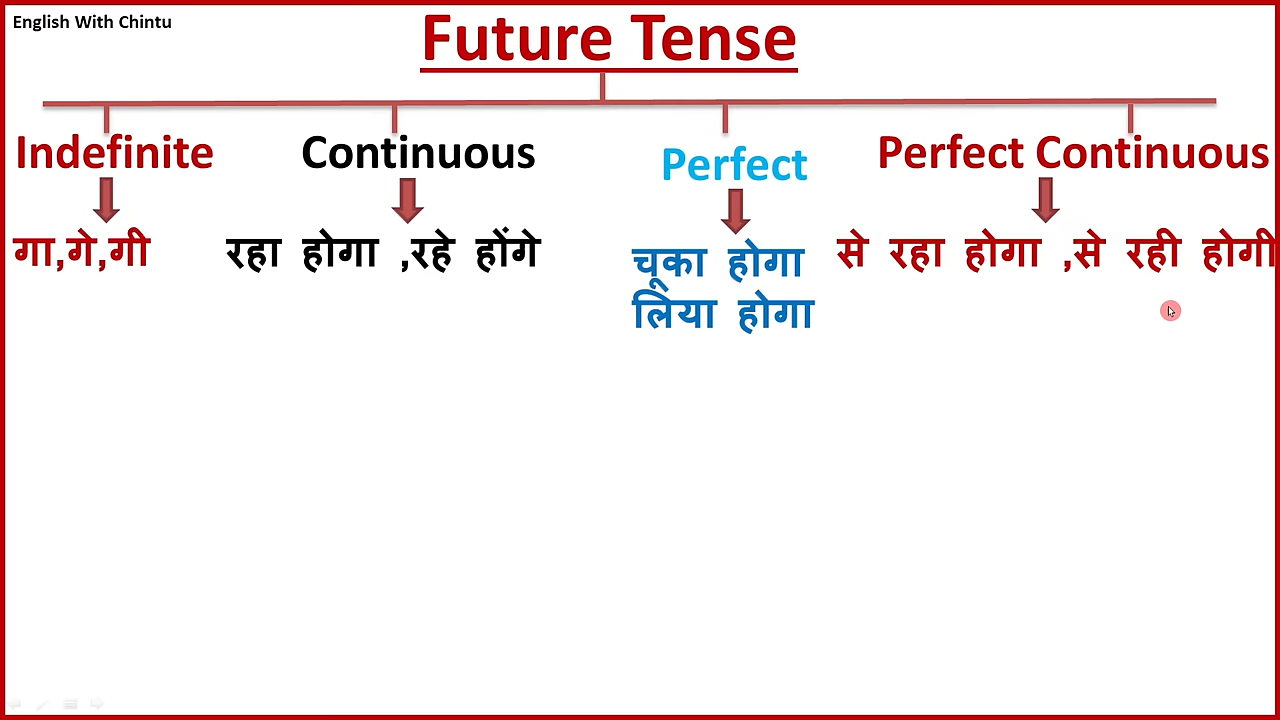 English With Chintu
Future Tense
Indefinite
Continuous
Perfect
Perfect Continuous
गा,गे,गी
रहा होगा ,रहे होंगे
चूका होगा
लिया होगा
से रहा होगा ,से रही होगी